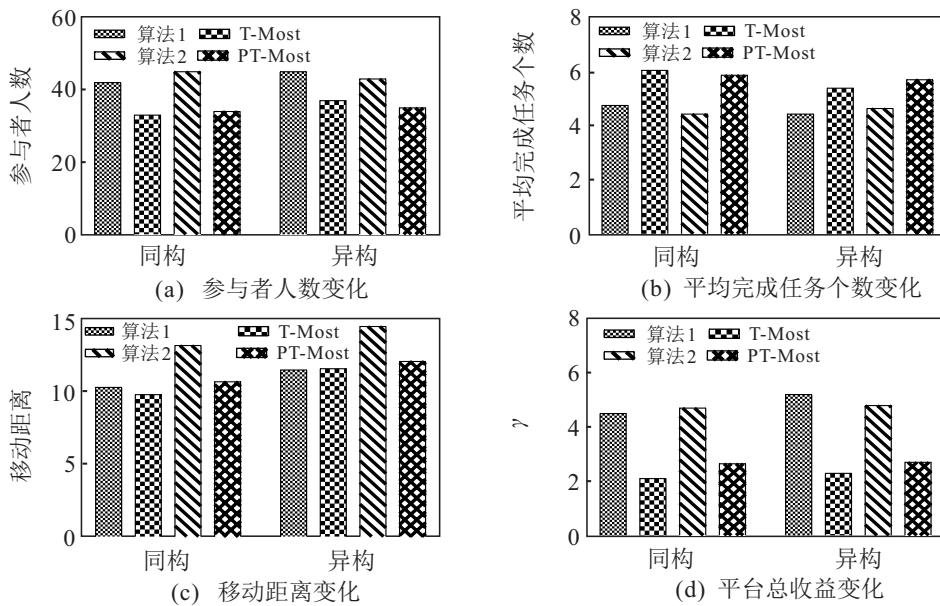 60
40
20
0
参与者人数
算法1
T-Most
算法2
PT-Most
同构
异构
(a) 参与者人数变化
8
6
4
2
0
平均完成任务个数
算法1
T-Most
算法2
PT-Most
同构
异构
(b) 平均完成任务个数变化
15
10
5
0
移动距离
算法1
T-Most
算法2
PT-Most
同构
异构
(c) 移动距离变化
8
6
4
2
0
γ
算法1
T-Most
算法2
PT-Most
同构
异构
(d) 平台总收益变化